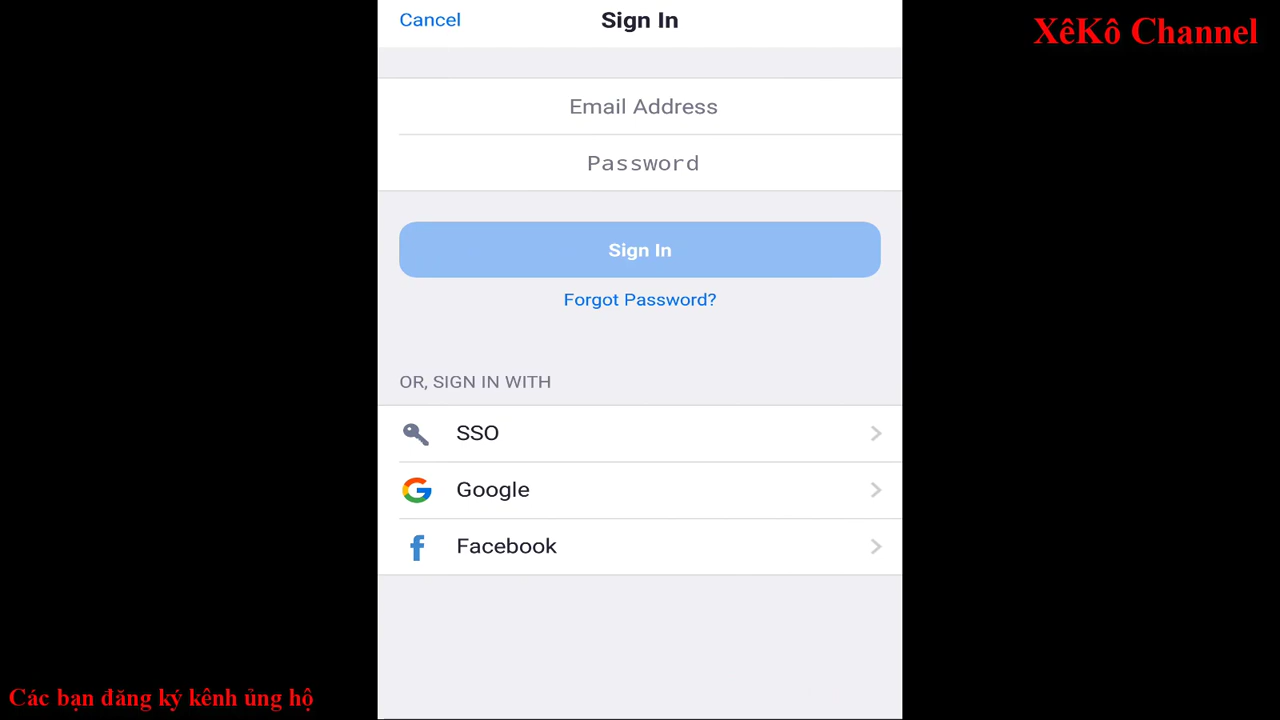 Cancel
Sign In
XêKô Channel
Email Address
Password
Sign In
Forgot Password?
OR, SIGN IN WITH
SSO
Google
Facebook
Các bạn đăng ký kênh ủng hộ